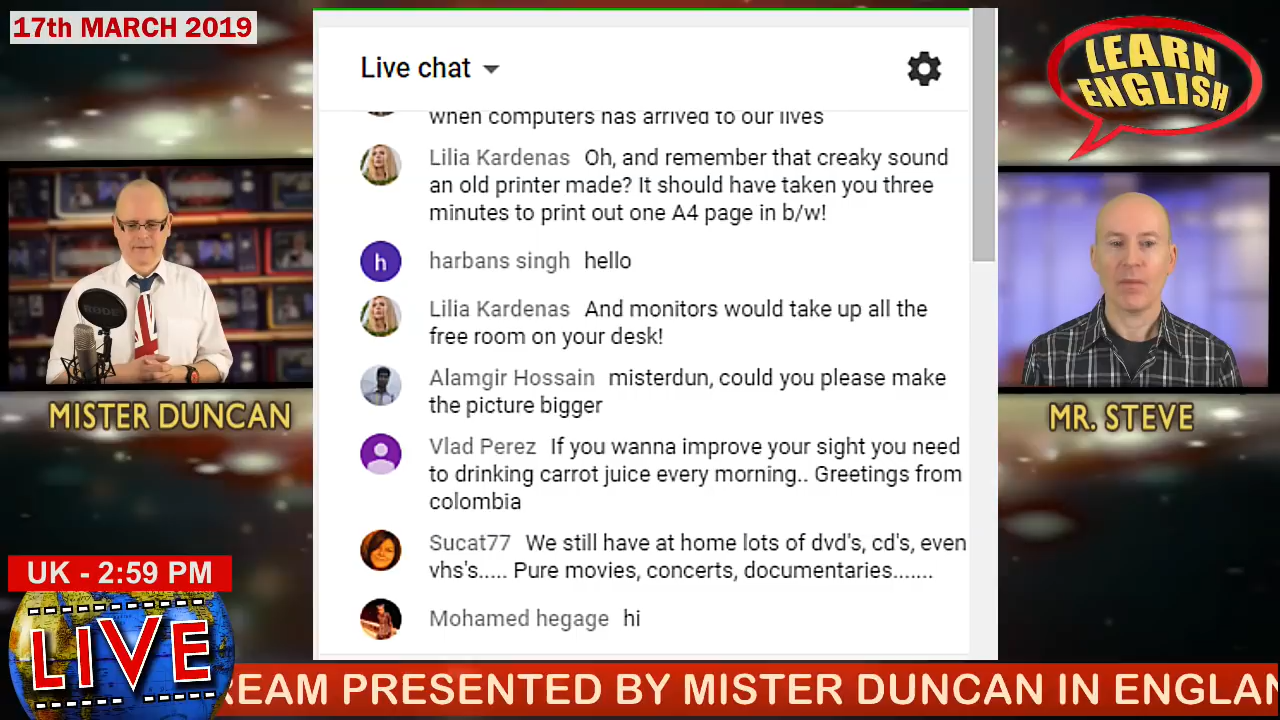 17th MARCH 2019
LEARN
ENGLISH
Live chat
when computers has arrived to our lives
Lilia Kardenas Oh, and remember that creaky sound
an old printer made? It should have taken you three
minutes to print out one A4 page in b/w!
h harbans singh hello
Lilia Kardenas And monitors would take up all the
free room on your desk!
Alamgir Hossain misterdun, could you please make
the picture bigger
Vlad Perez If you wanna improve your sight you need
to drinking carrot juice every morning.. Greetings from
colombia
Sucat77 We still have at home lots of dvd's, cd's, even
vhs's..... Pure movies, concerts, documentaries.......
Mohamed hegage hi
RODE
MISTER DUNCAN
MR. STEVE
UK - 2:59 PM
LIVE
REAM PRESENTED BY MISTER DUNCAN IN ENGLAN